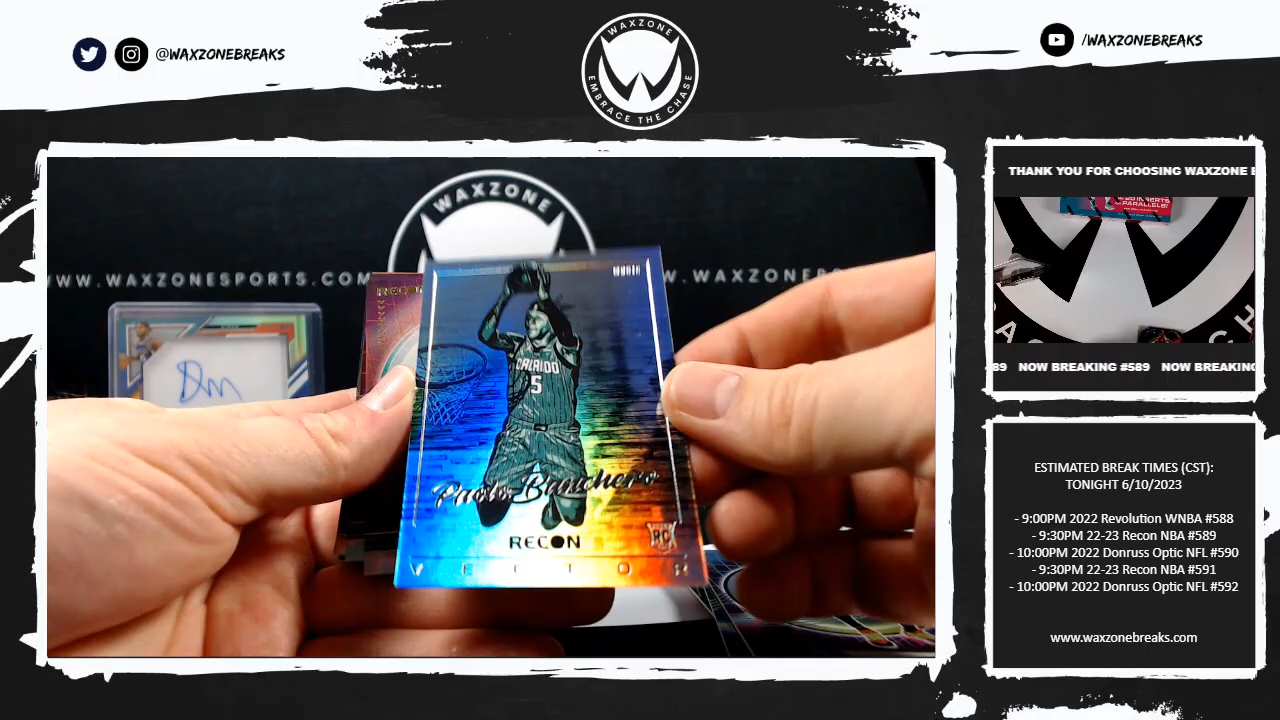 @WAXZONEBREAKS
WAXZONE
EMBRACE THE CHASE
/WAXZONEBREAKS
THANK YOU FOR CHOOSING WAXZONE
NOW BREAKING #589 NOW BREAKING
ESTIMATED BREAK TIMES (CST):
TONIGHT 6/10/2023
- 9:00PM 2022 Revolution WNBA #588
- 9:30PM 22-23 Recon NBA #589
- 10:00PM 2022 Donruss Optic NFL #590
- 9:30PM 22-23 Recon NBA #591
- 10:00PM 2022 Donruss Optic NFL #592
www.waxzonebreaks.com
WAXZONE
WWW.WAXZONESPORTS.COM
WWW.WAXZONE
RECON
ORLANDO
5
Paolo Banchero
RECON
RC
VECTOR